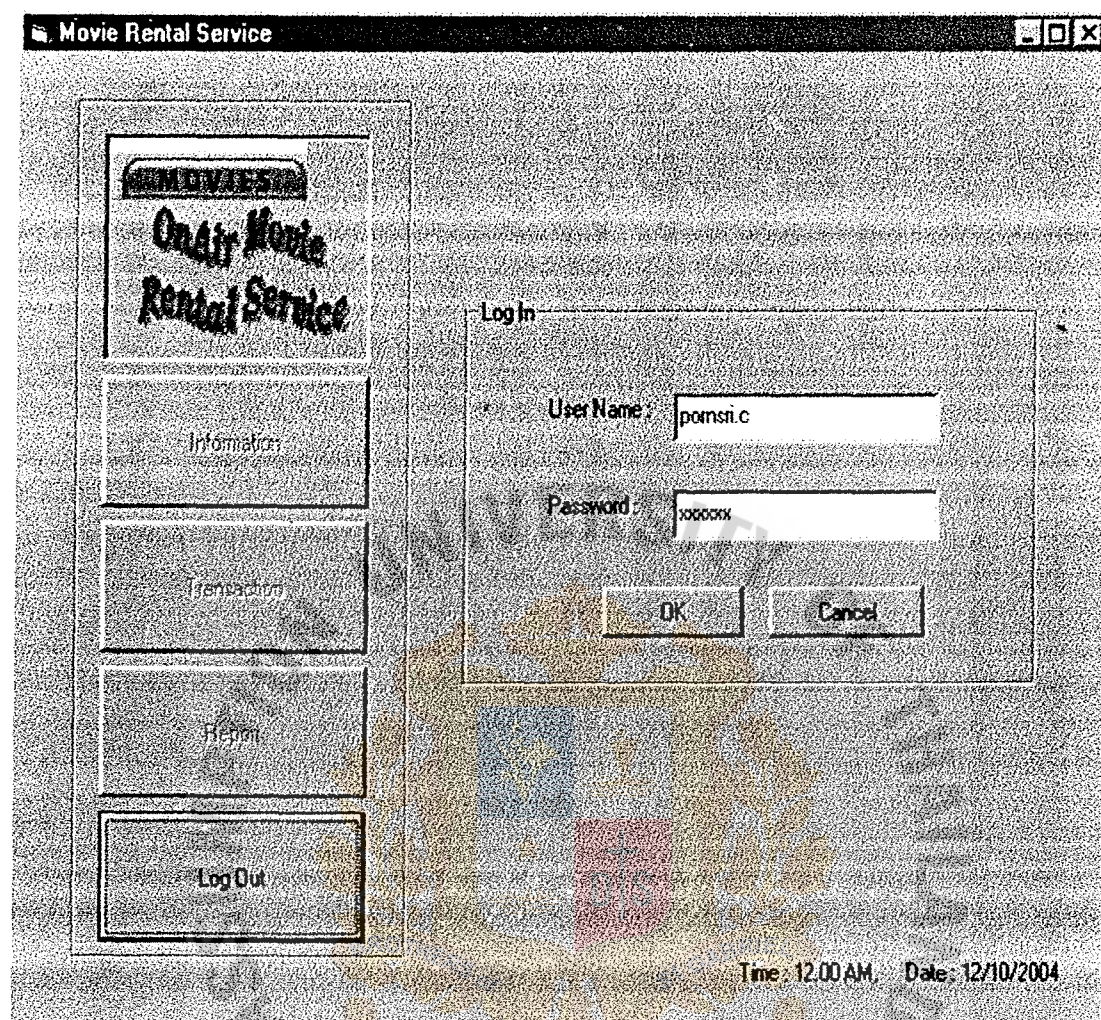 Movie Rental Service
MOVIES
OnAir Movie
Rental Service
Information
Transaction
Report
Log Out
Log In
User Name :
pornsri.c
Password :
xxxxxx
OK
Cancel
Time : 12.00 AM, Date : 12/10/2004